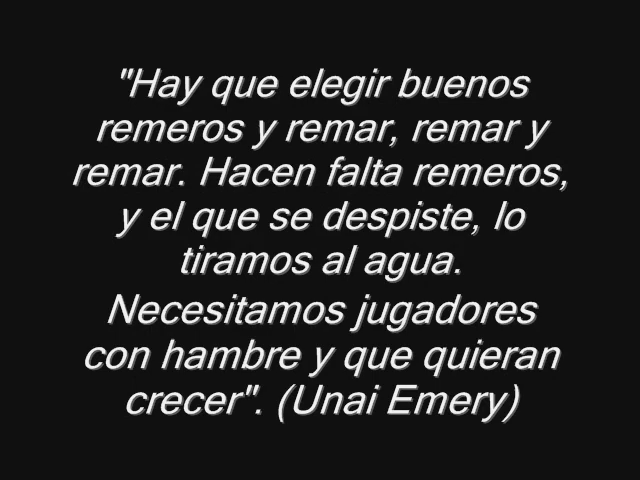 "Hay que elegir buenos
remeros y remar, remar y
remar. Hacen falta remeros,
y el que se despiste, lo
tiramos al agua.
Necesitamos jugadores
con hambre y que quieran
crecer". (Unai Emery)